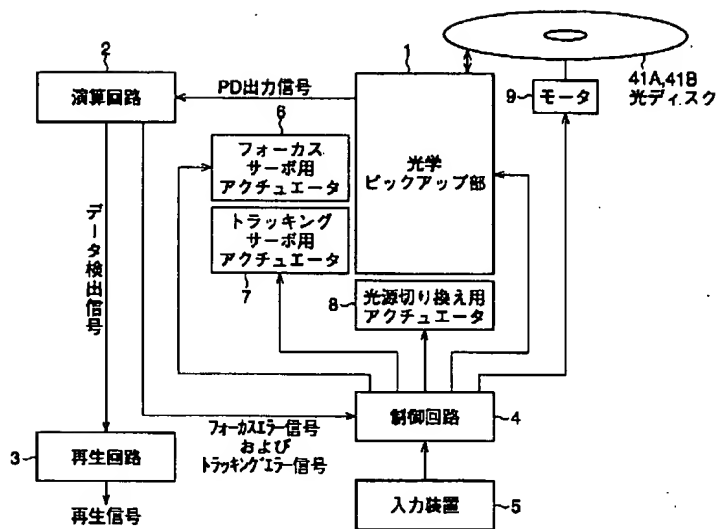 2
演算回路
PD出力信号
1
6
フォーカス
サーボ用
アクチュエータ
トラッキング
サーボ用
アクチュエータ
7
光学
ピックアップ部
41A,41B
光ディスク
9
モータ
8
光源切り換え用
アクチュエータ
データ検出信号
制御回路
4
フォーカスエラー信号
および
トラッキングエラー信号
3
再生回路
再生信号
入力装置
5